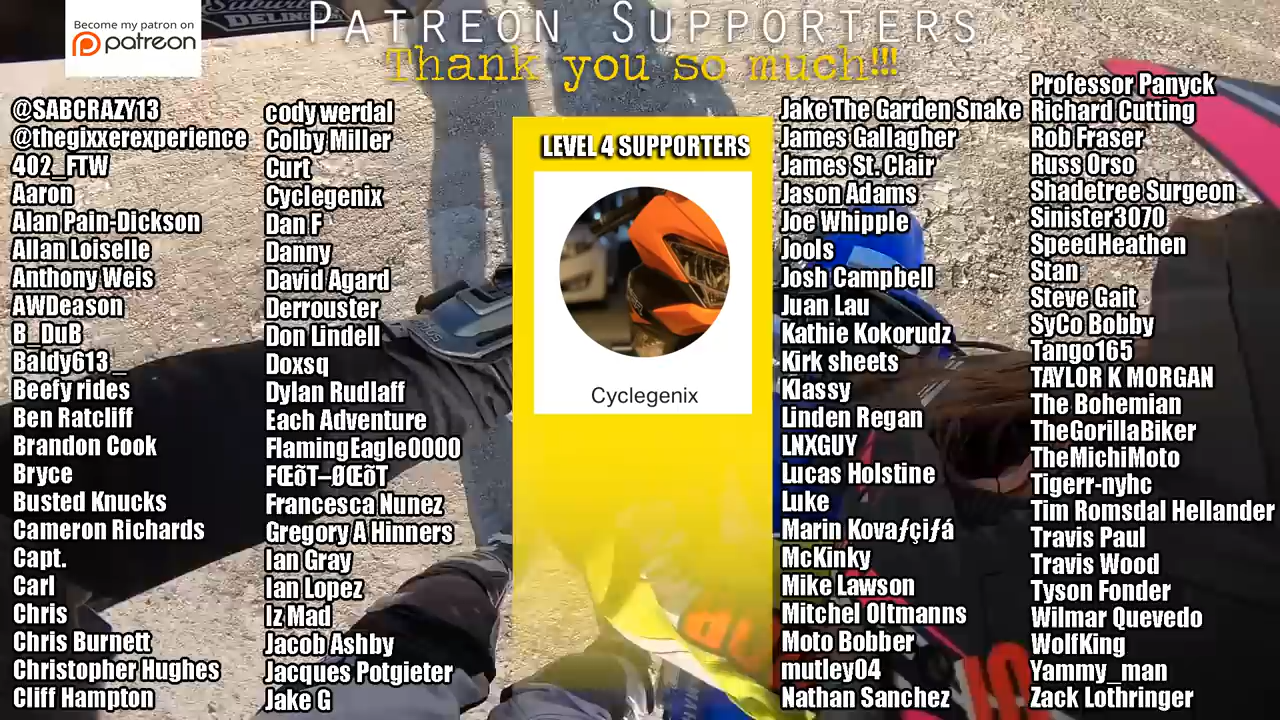 Become my patron on
patreon
Suburban
DELINQ
PATREON SUPPORTERS
Thank you so much!!!
@SABCRAZY13
@thegixxerexperience
402_FTW
Aaron
Alan Pain-Dickson
Allan Loiselle
Anthony Weis
AWDeason
B_DuB
Baldy613_
Beefy rides
Ben Ratcliff
Brandon Cook
Bryce
Busted Knucks
Cameron Richards
Capt.
Carl
Chris
Chris Burnett
Christopher Hughes
Cliff Hampton
cody werdal
Colby Miller
Curt
Cyclegenix
Dan F
Danny
David Agard
Derrouster
Don Lindell
Doxsq
Dylan Rudlaff
Each Adventure
FlamingEagle0000
FŒõT–ØŒõT
Francesca Nunez
Gregory A Hinners
Ian Gray
Ian Lopez
Iz Mad
Jacob Ashby
Jacques Potgieter
Jake G
LEVEL 4 SUPPORTERS
Cyclegenix
Jake The Garden Snake
James Gallagher
James St. Clair
Jason Adams
Joe Whipple
Jools
Josh Campbell
Juan Lau
Kathie Kokorudz
Kirk sheets
Klassy
Linden Regan
LNXGUY
Lucas Holstine
Luke
Marin Kovaƒçiƒá
McKinky
Mike Lawson
Mitchel Oltmanns
Moto Bobber
mutley04
Nathan Sanchez
Professor Panyck
Richard Cutting
Rob Fraser
Russ Orso
Shadetree Surgeon
Sinister3070
SpeedHeathen
Stan
Steve Gait
SyCo Bobby
Tango165
TAYLOR K MORGAN
The Bohemian
TheGorillaBiker
TheMichiMoto
Tigerr-nyhc
Tim Romsdal Hellander
Travis Paul
Travis Wood
Tyson Fonder
Wilmar Quevedo
WolfKing
Yammy_man
Zack Lothringer